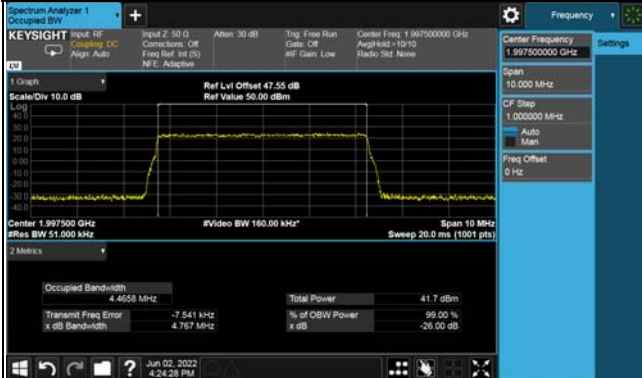 Spectrum Analyzer 1
Occupied BW
+
Frequency
KEYSIGHT
Input: RF
Coupling: DC
Align: Auto
Input Z: 50 Ω
Corrections: Off
Freq Ref: Int (S)
NFE: Adaptive
Atten: 30 dB
Trig: Free Run
Gate: Off
#IF Gain: Low
Center Freq: 1.997500000 GHz
Avg|Hold:>10/10
Radio Std: None
LXI
1 Graph
Scale/Div 10.0 dB
Ref Lvl Offset 47.55 dB
Ref Value 50.00 dBm
Log
40.0
30.0
20.0
10.0
0.00
-10.0
-20.0
-30.0
-40.0
Center 1.997500 GHz
#Res BW 51.000 kHz
#Video BW 160.00 kHz*
Span 10 MHz
Sweep 20.0 ms (1001 pts)
2 Metrics
Occupied Bandwidth
4.4658 MHz
Total Power 41.7 dBm
Transmit Freq Error -7.541 kHz
% of OBW Power 99.00 %
x dB Bandwidth 4.767 MHz
x dB -26.00 dB
Center Frequency
1.997500000 GHz
Settings
Span
10.000 MHz
CF Step
1.000000 MHz
Auto
Man
Freq Offset
0 Hz
?
Jun 02, 2022
4:24:28 PM